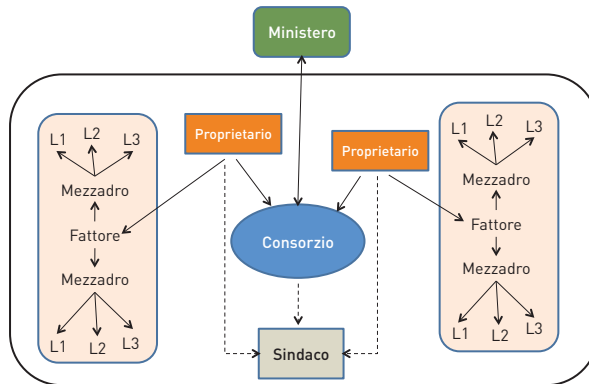 Ministero
L1
L2
L3
Mezzadro
Fattore
Mezzadro
L1
L2
L3
Proprietario
Proprietario
Consorzio
Sindaco
L1
L2
L3
Mezzadro
Fattore
Mezzadro
L1
L2
L3